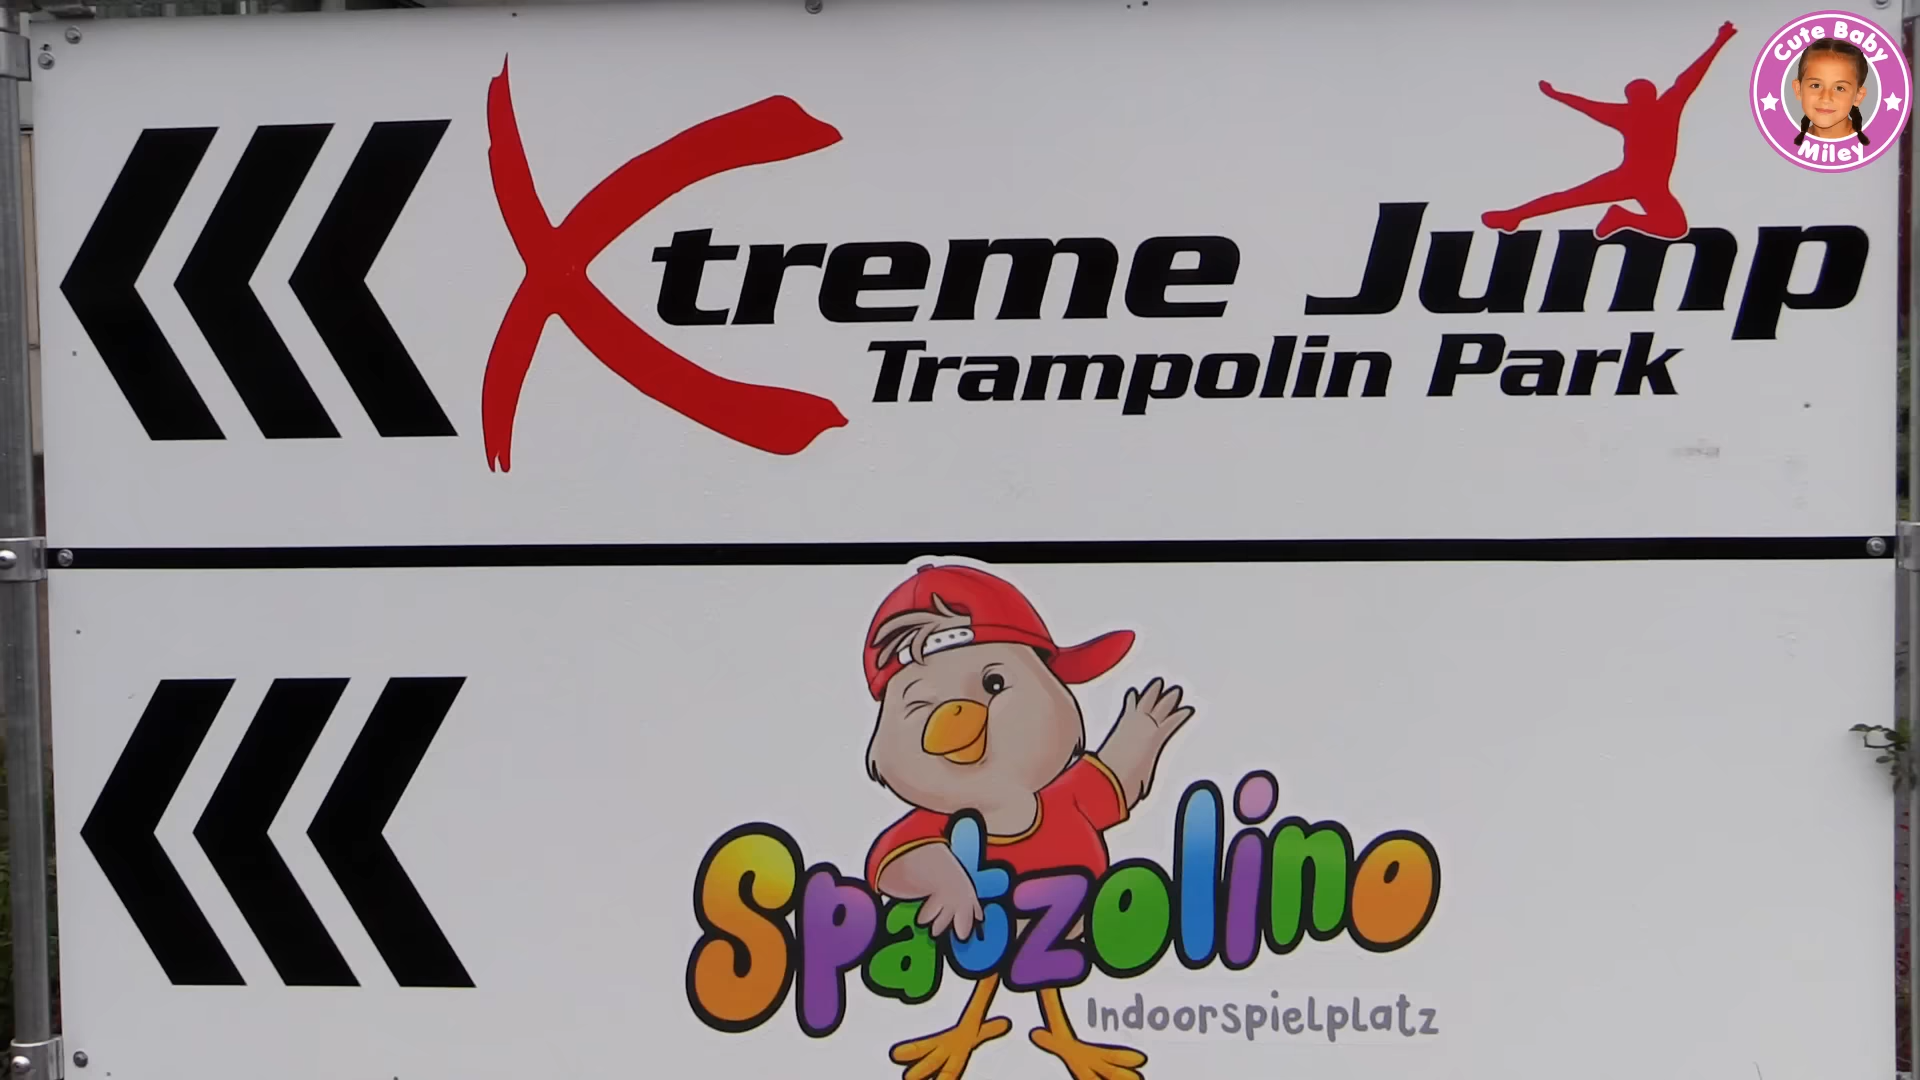 Cute Baby
Miley
Xtreme Jump
Trampolin Park
Spatzolino
Indoorspielplatz